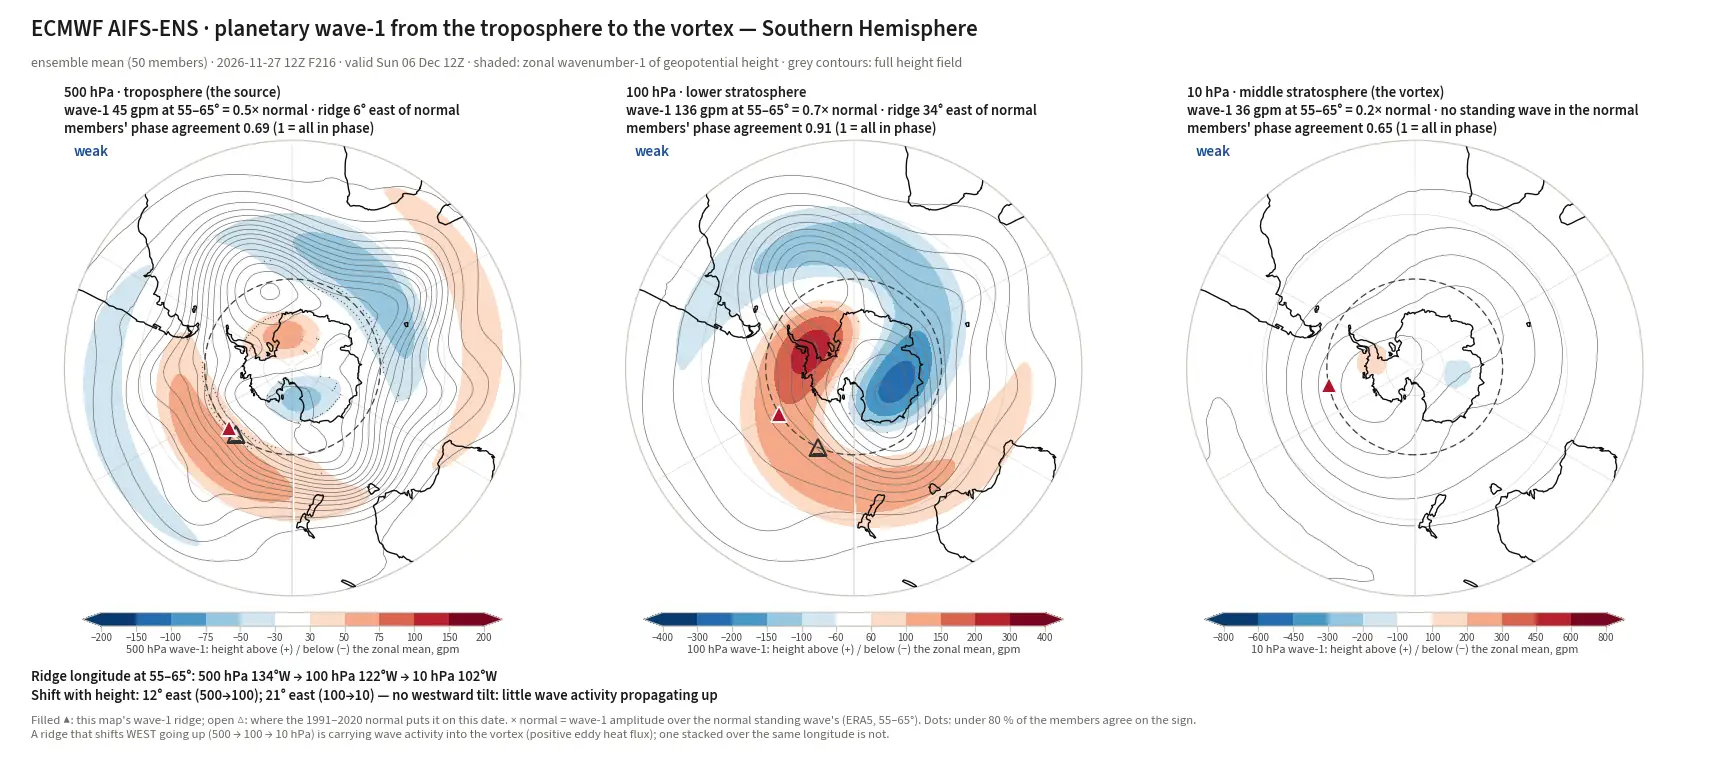 ECMWF AIFS-ENS · planetary wave-1 from the troposphere to the vortex — Southern Hemisphere
ensemble mean (50 members) · 2026-11-27 12Z F216 · valid Sun 06 Dec 12Z · shaded: zonal wavenumber-1 of geopotential height · grey contours: full height field
500 hPa · troposphere (the source)
wave-1 45 gpm at 55–65° = 0.5× normal · ridge 6° east of normal
members' phase agreement 0.69 (1 = all in phase)
weak
100 hPa · lower stratosphere
wave-1 136 gpm at 55–65° = 0.7× normal · ridge 34° east of normal
members' phase agreement 0.91 (1 = all in phase)
weak
10 hPa · middle stratosphere (the vortex)
wave-1 36 gpm at 55–65° = 0.2× normal · no standing wave in the normal
members' phase agreement 0.65 (1 = all in phase)
weak
−200 −150 −100 −75 −50 −30 30 50 75 100 150 200
500 hPa wave-1: height above (+) / below (−) the zonal mean, gpm
−400 −300 −200 −150 −100 −60 60 100 150 200 300 400
100 hPa wave-1: height above (+) / below (−) the zonal mean, gpm
−800 −600 −450 −300 −200 −100 100 200 300 450 600 800
10 hPa wave-1: height above (+) / below (−) the zonal mean, gpm
Ridge longitude at 55–65°: 500 hPa 134°W → 100 hPa 122°W → 10 hPa 102°W
Shift with height: 12° east (500→100); 21° east (100→10) — no westward tilt: little wave activity propagating up
Filled ▲: this map's wave-1 ridge; open △: where the 1991–2020 normal puts it on this date. × normal = wave-1 amplitude over the normal standing wave's (ERA5, 55–65°). Dots: under 80 % of the members agree on the sign.
A ridge that shifts WEST going up (500 → 100 → 10 hPa) is carrying wave activity into the vortex (positive eddy heat flux); one stacked over the same longitude is not.